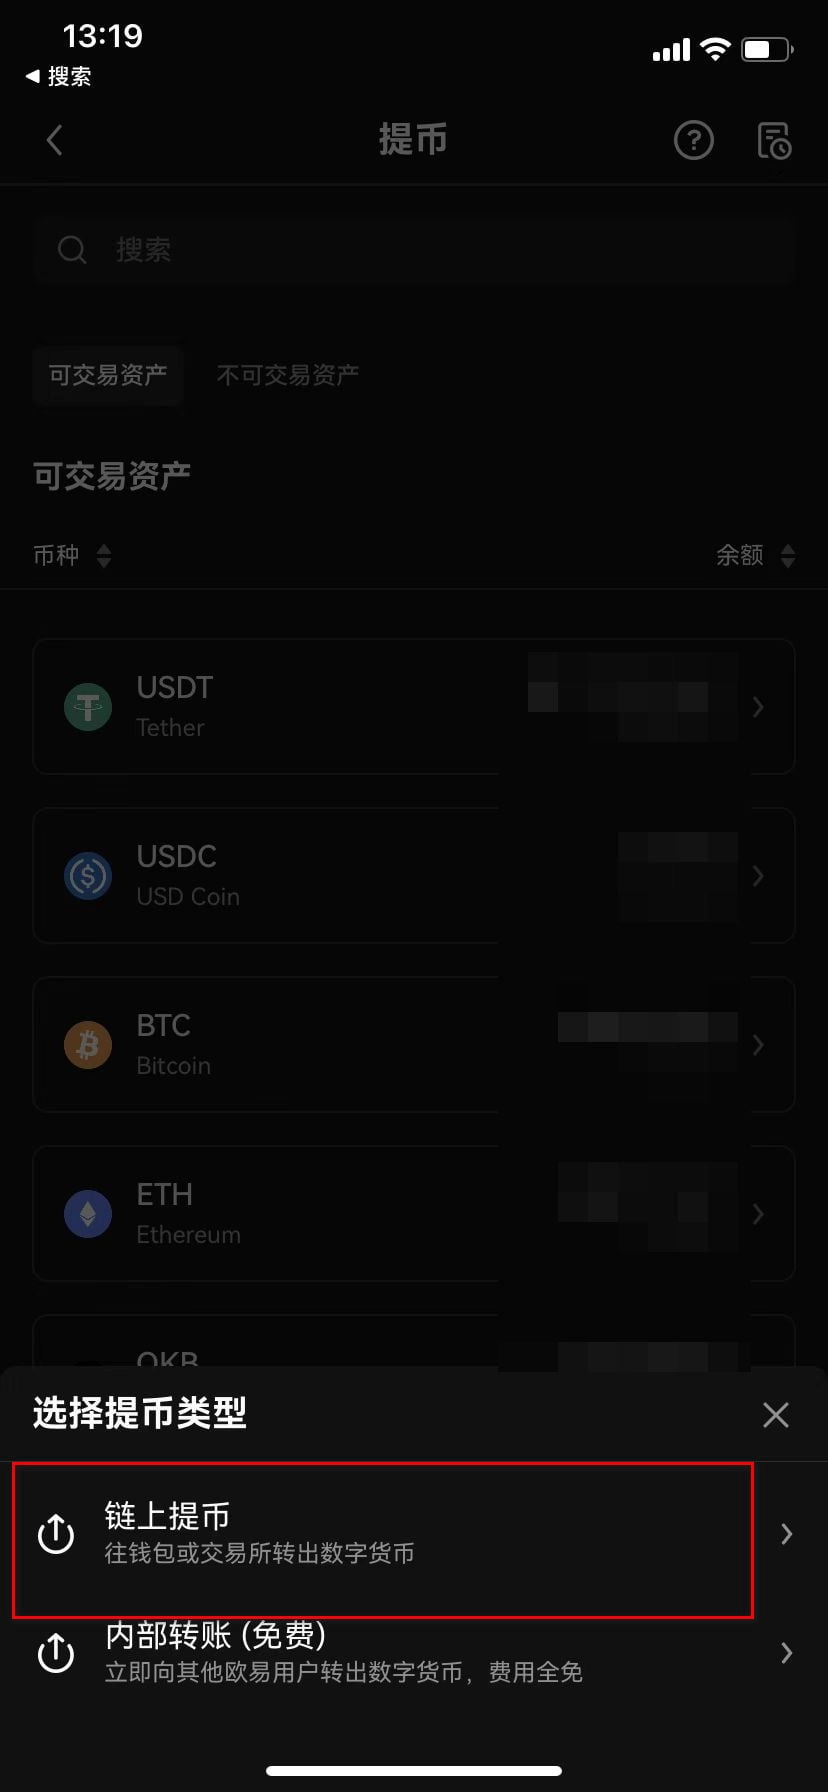 13:19
◀ 搜索
提币
搜索
可交易资产 不可交易资产
可交易资产
币种 余额
USDT
Tether
USDC
USD Coin
BTC
Bitcoin
ETH
Ethereum
OKB
选择提币类型
链上提币
往钱包或交易所转出数字货币
内部转账 (免费)
立即向其他欧易用户转出数字货币，费用全免